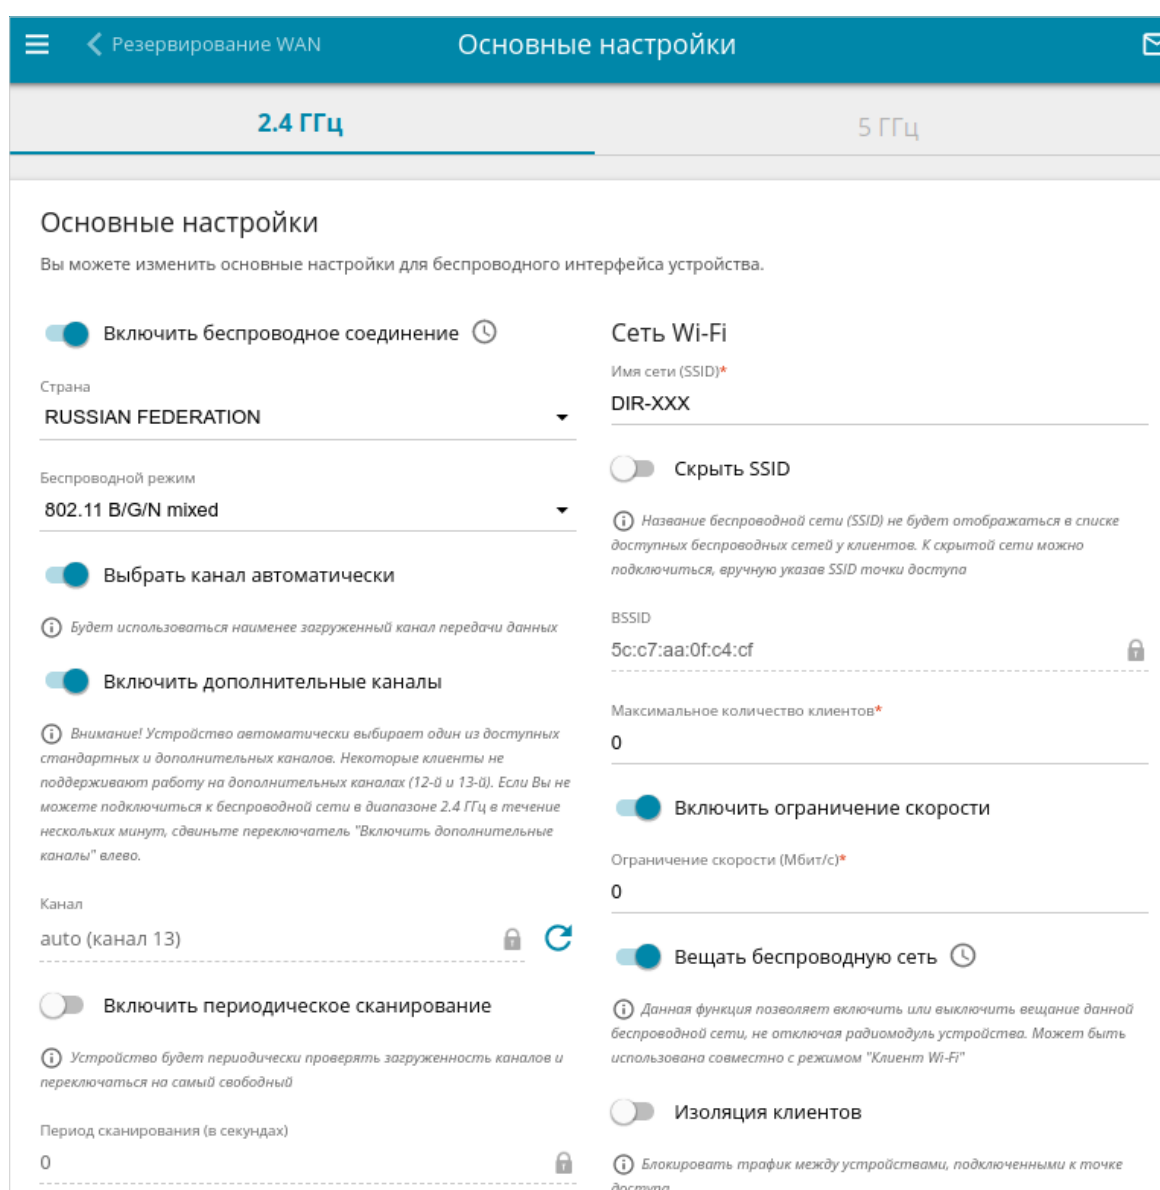 Резервирование WAN
Основные настройки
2.4 ГГц
5 ГГц
Основные настройки
Вы можете изменить основные настройки для беспроводного интерфейса устройства.
Включить беспроводное соединение
Страна
RUSSIAN FEDERATION
Беспроводной режим
802.11 B/G/N mixed
Выбрать канал автоматически
Будет использоваться наименее загруженный канал передачи данных
Включить дополнительные каналы
Внимание! Устройство автоматически выбирает один из доступных
стандартных и дополнительных каналов. Некоторые клиенты не
поддерживают работу на дополнительных каналах (12-й и 13-й). Если Вы не
можете подключиться к беспроводной сети в диапазоне 2.4 ГГц в течение
нескольких минут, сдвиньте переключатель "Включить дополнительные
каналы" влево.
Канал
auto (канал 13)
Включить периодическое сканирование
Устройство будет периодически проверять загруженность каналов и
переключаться на самый свободный
Период сканирования (в секундах)
0
Сеть Wi-Fi
Имя сети (SSID)*
DIR-XXX
Скрыть SSID
Название беспроводной сети (SSID) не будет отображаться в списке
доступных беспроводных сетей у клиентов. К скрытой сети можно
подключиться, вручную указав SSID точки доступа
BSSID
5c:c7:aa:0f:c4:cf
Максимальное количество клиентов*
0
Включить ограничение скорости
Ограничение скорости (Мбит/с)*
0
Вещать беспроводную сеть
Данная функция позволяет включить или выключить вещание данной
беспроводной сети, не отключая радиомодуль устройства. Может быть
использована совместно с режимом "Клиент Wi-Fi"
Изоляция клиентов
Блокировать трафик между устройствами, подключенными к точке
доступа